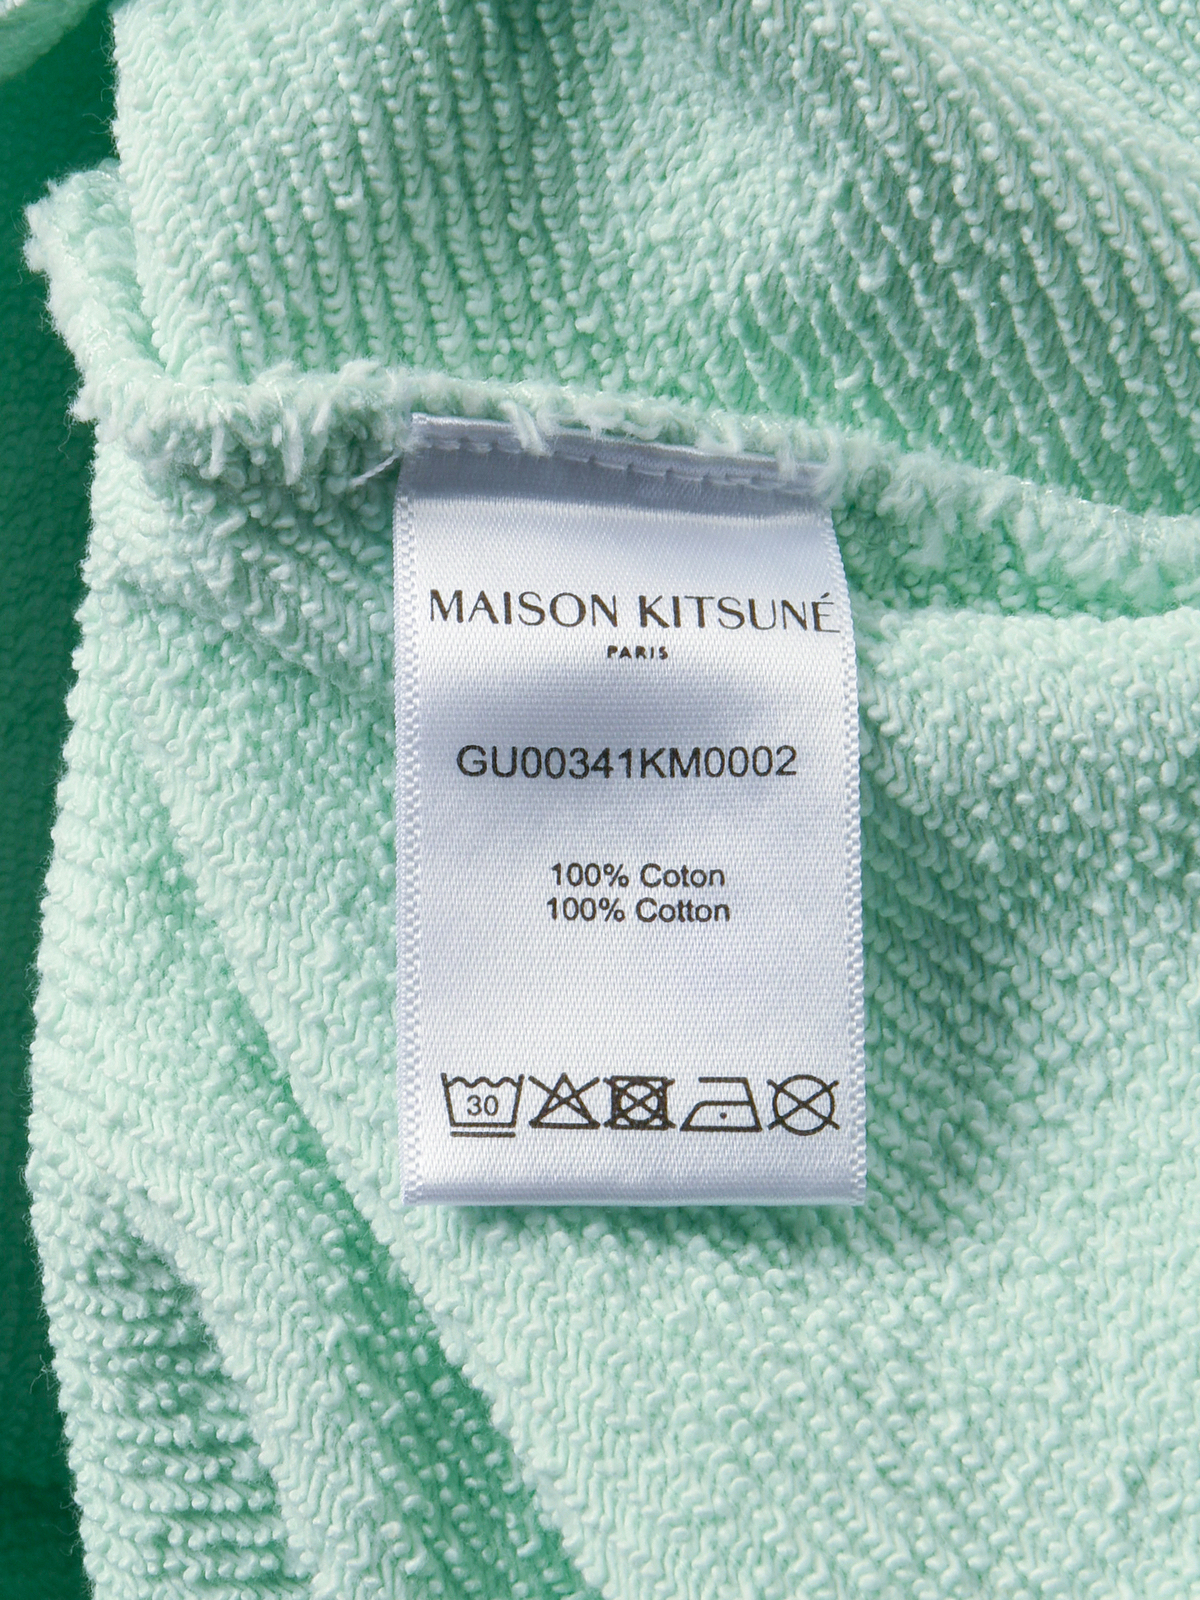 MAISON KITSUNÉ
PARIS
GU00341KM0002
100% Coton
100% Cotton
30